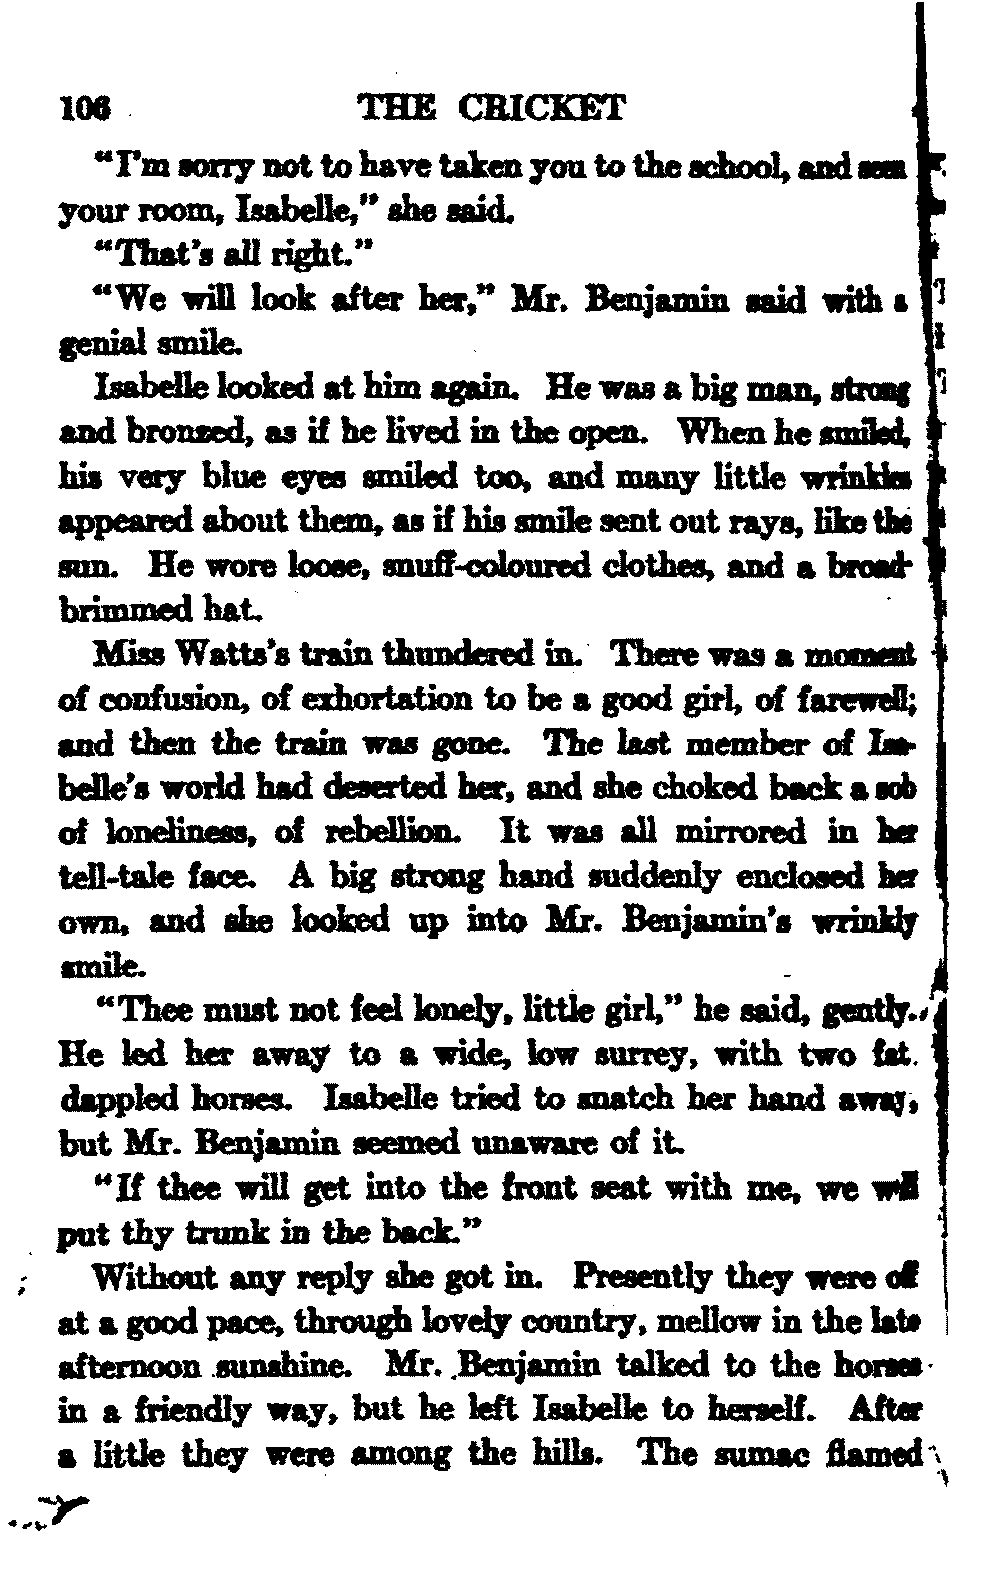 106 THE CRICKET
"I'm sorry not to have taken you to the school, and seen
your room, Isabelle," she said.
"That's all right."
"We will look after her," Mr. Benjamin said with a
genial smile.
Isabelle looked at him again. He was a big man, strong
and bronzed, as if he lived in the open. When he smiled,
his very blue eyes smiled too, and many little wrinkles
appeared about them, as if his smile sent out rays, like the
sun. He wore loose, snuff-coloured clothes, and a broad-
brimmed hat.
Miss Watts's train thundered in. There was a moment
of confusion, of exhortation to be a good girl, of farewell;
and then the train was gone. The last member of Isa-
belle's world had deserted her, and she choked back a sob
of loneliness, of rebellion. It was all mirrored in her
tell-tale face. A big strong hand suddenly enclosed her
own, and she looked up into Mr. Benjamin's wrinkly
smile.
"Thee must not feel lonely, little girl," he said, gently.
He led her away to a wide, low surrey, with two fat
dappled horses. Isabelle tried to snatch her hand away,
but Mr. Benjamin seemed unaware of it.
"If thee will get into the front seat with me, we will
put thy trunk in the back."
Without any reply she got in. Presently they were off
at a good pace, through lovely country, mellow in the late
afternoon sunshine. Mr. Benjamin talked to the horses
in a friendly way, but he left Isabelle to herself. After
a little they were among the hills. The sumac flamed